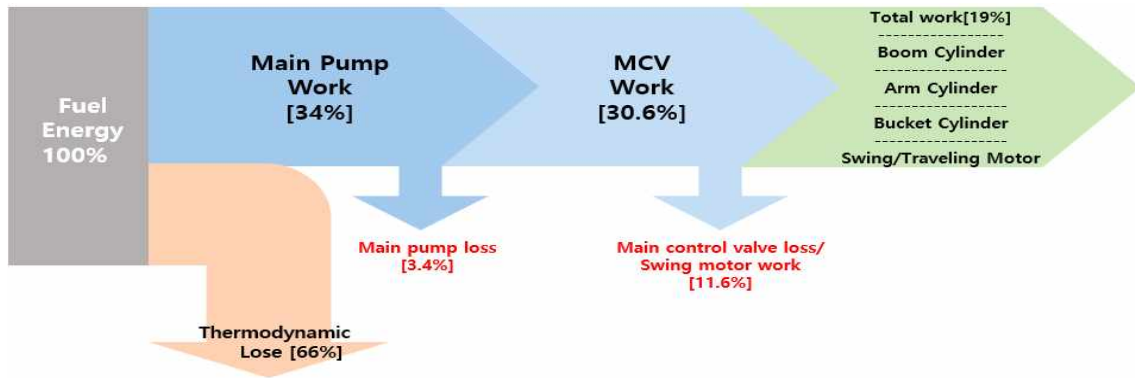 Fuel
Energy
100%
Main Pump
Work
[34%]
MCV
Work
[30.6%]
Total work[19%]
Boom Cylinder
Arm Cylinder
Bucket Cylinder
Swing/Traveling Motor
Main pump loss
[3.4%]
Main control valve loss/
Swing motor work
[11.6%]
Thermodynamic
Lose [66%]